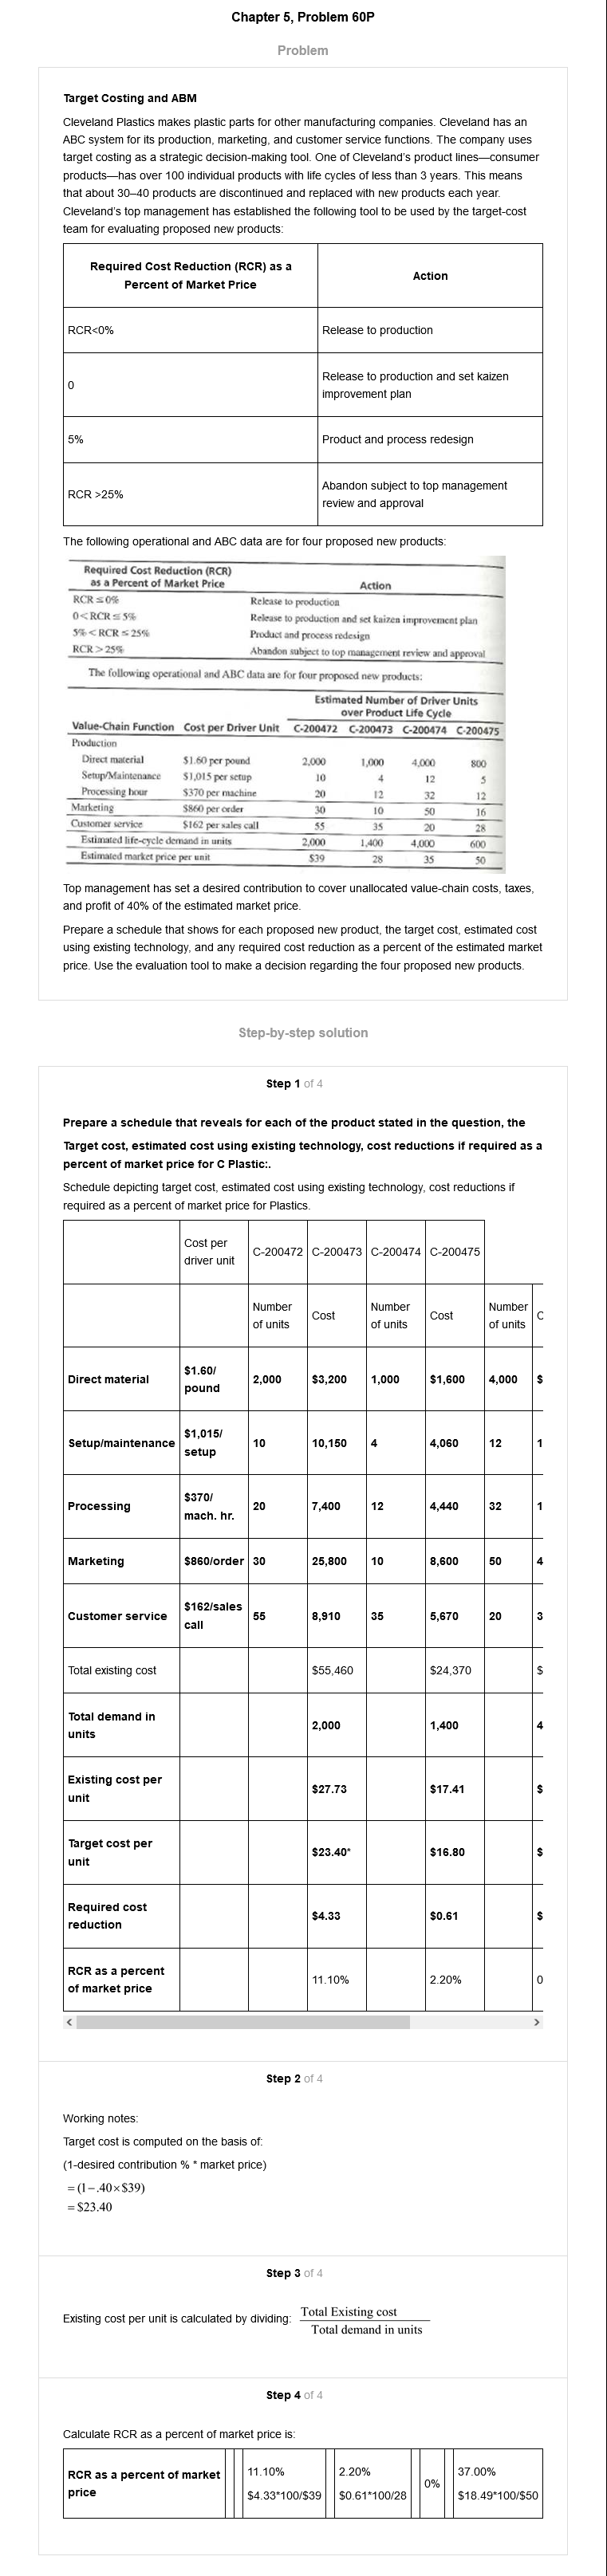 Chapter 5, Problem 60P
Problem
Target Costing and ABM
Cleveland Plastics makes plastic parts for other manufacturing companies. Cleveland has an
ABC system for its production, marketing, and customer service functions. The company uses
target costing as a strategic decision-making tool. One of Cleveland's product lines—consumer
products—has over 100 individual products with life cycles of less than 3 years. This means
that about 30–40 products are discontinued and replaced with new products each year.
Cleveland's top management has established the following tool to be used by the target-cost
team for evaluating proposed new products:
Required Cost Reduction (RCR) as a
Percent of Market Price
Action
RCR<0%
Release to production
0
Release to production and set kaizen
improvement plan
5%
Product and process redesign
RCR >25%
Abandon subject to top management
review and approval
The following operational and ABC data are for four proposed new products:
Required Cost Reduction (RCR)
as a Percent of Market Price Action
RCR ≤ 0% Release to production
0 < RCR ≤ 5% Release to production and set kaizen improvement plan
5% < RCR ≤ 25% Product and process redesign
RCR > 25% Abandon subject to top management review and approval
The following operational and ABC data are for four proposed new products:
Estimated Number of Driver Units
over Product Life Cycle
Value-Chain Function Cost per Driver Unit C-200472 C-200473 C-200474 C-200475
Production
Direct material $1.60 per pound 2,000 1,000 4,000 800
Setup/Maintenance $1,015 per setup 10 4 12 5
Processing hour $370 per machine 20 12 32 12
Marketing $860 per order 30 10 50 16
Customer service $162 per sales call 55 35 20 28
Estimated life-cycle demand in units 2,000 1,400 4,000 600
Estimated market price per unit $39 28 35 50
Top management has set a desired contribution to cover unallocated value-chain costs, taxes,
and profit of 40% of the estimated market price.
Prepare a schedule that shows for each proposed new product, the target cost, estimated cost
using existing technology, and any required cost reduction as a percent of the estimated market
price. Use the evaluation tool to make a decision regarding the four proposed new products.
Step-by-step solution
Step 1 of 4
Prepare a schedule that reveals for each of the product stated in the question, the
Target cost, estimated cost using existing technology, cost reductions if required as a
percent of market price for C Plastic:.
Schedule depicting target cost, estimated cost using existing technology, cost reductions if
required as a percent of market price for Plastics.
Cost per
driver unit
C-200472 C-200473 C-200474 C-200475
Number
of units
Cost
Number
of units
Cost
Number
of units
C
Direct material
$1.60/
pound
2,000 $3,200 1,000 $1,600 4,000 $
Setup/maintenance
$1,015/
setup
10 10,150 4 4,060 12 1
Processing
$370/
mach. hr.
20 7,400 12 4,440 32 1
Marketing $860/order 30 25,800 10 8,600 50 4
Customer service
$162/sales
call
55 8,910 35 5,670 20 3
Total existing cost $55,460 $24,370 $
Total demand in
units
2,000 1,400 4
Existing cost per
unit
$27.73 $17.41 $
Target cost per
unit
$23.40* $16.80 $
Required cost
reduction
$4.33 $0.61 $
RCR as a percent
of market price
11.10% 2.20% 0
Step 2 of 4
Working notes:
Target cost is computed on the basis of:
(1-desired contribution % * market price)
= (1−.40×$39)
= $23.40
Step 3 of 4
Existing cost per unit is calculated by dividing: Total Existing cost
Total demand in units
Step 4 of 4
Calculate RCR as a percent of market price is:
RCR as a percent of market
price
11.10%
$4.33*100/$39
2.20%
$0.61*100/28
0%
37.00%
$18.49*100/$50